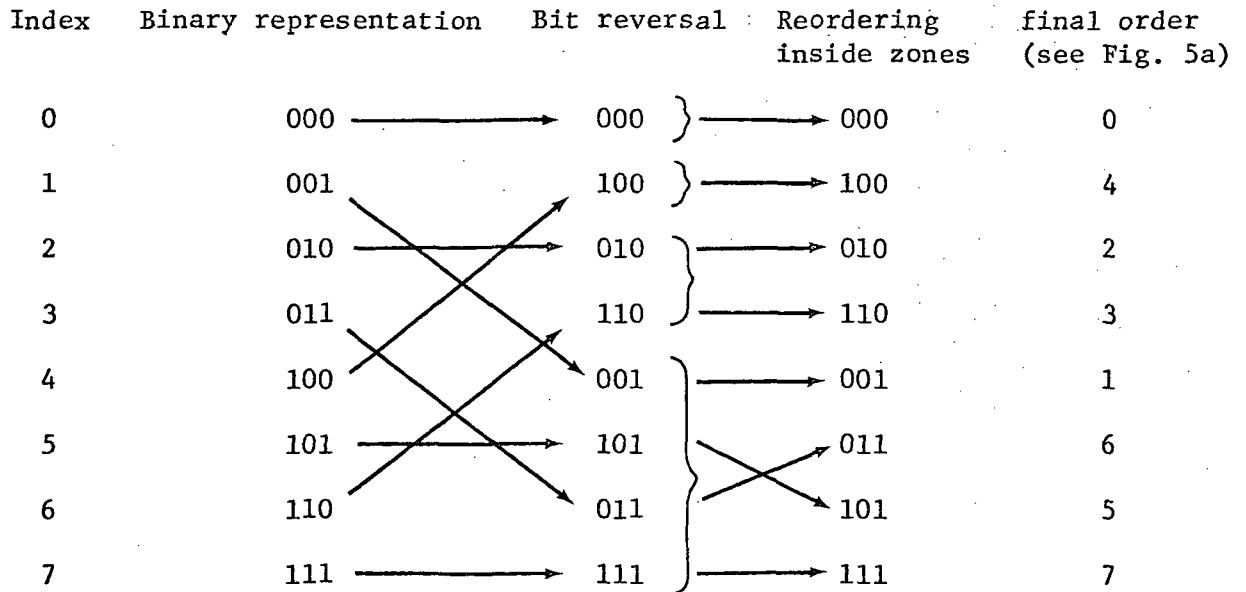 Index Binary representation Bit reversal Reordering final order
inside zones (see Fig. 5a)
0 000 000 000 0
1 001 100 100 4
2 010 010 010 2
3 011 110 110 3
4 100 001 001 1
5 101 101 011 6
6 110 011 101 5
7 111 111 111 7